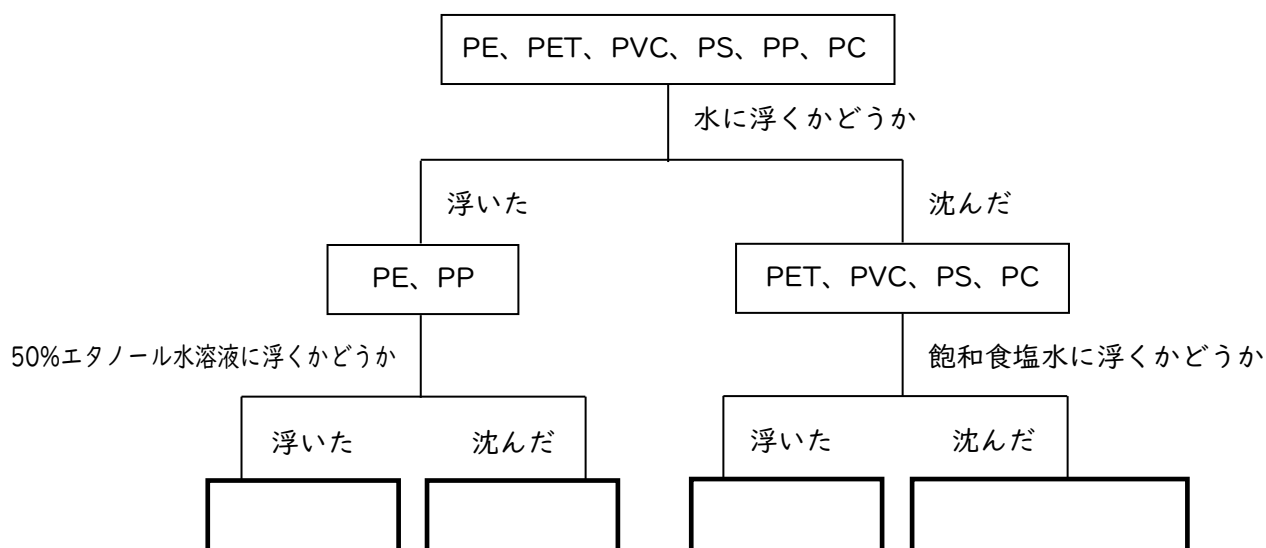 PE、PET、PVC、PS、PP、PC
水に浮くかどうか
浮いた
沈んだ
PE、PP
PET、PVC、PS、PC
50%エタノール水溶液に浮くかどうか
飽和食塩水に浮くかどうか
浮いた
沈んだ
浮いた
沈んだ